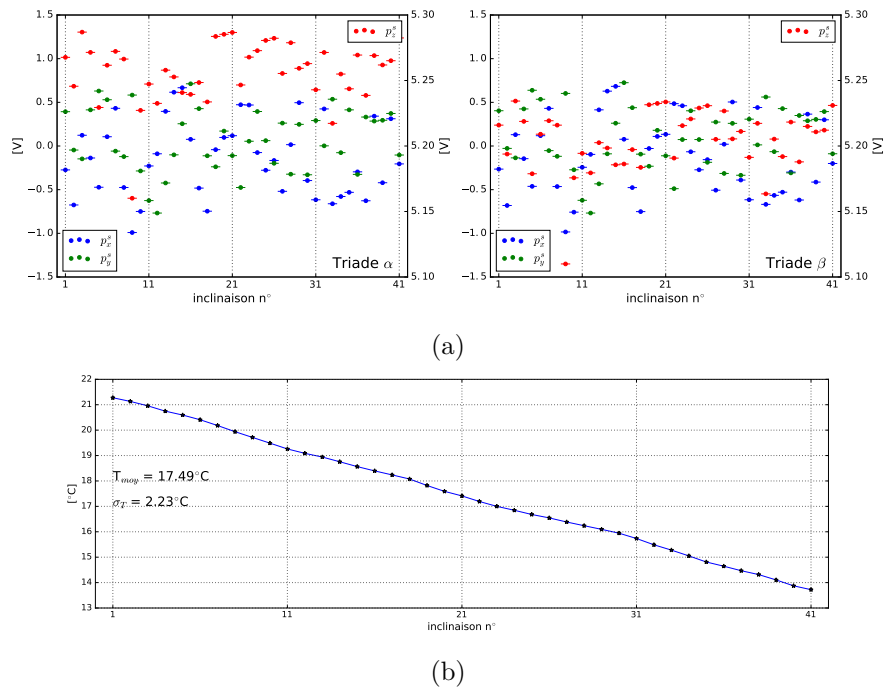 1.5
1.0
0.5
0.0
−0.5
−1.0
−1.5
[V]
p_z^s
p_x^s
p_y^s
Triade α
1 11 21 31 41
inclinaison n°
5.30
5.25
5.20
5.15
5.10
[V]
1.5
1.0
0.5
0.0
−0.5
−1.0
−1.5
[V]
p_z^s
p_x^s
p_y^s
Triade β
1 11 21 31 41
inclinaison n°
5.30
5.25
5.20
5.15
5.10
[V]
(a)
22
21
20
19
18
17
16
15
14
13
[°C]
T_moy = 17.49°C
σ_T = 2.23°C
1 11 21 31 41
inclinaison n°
(b)